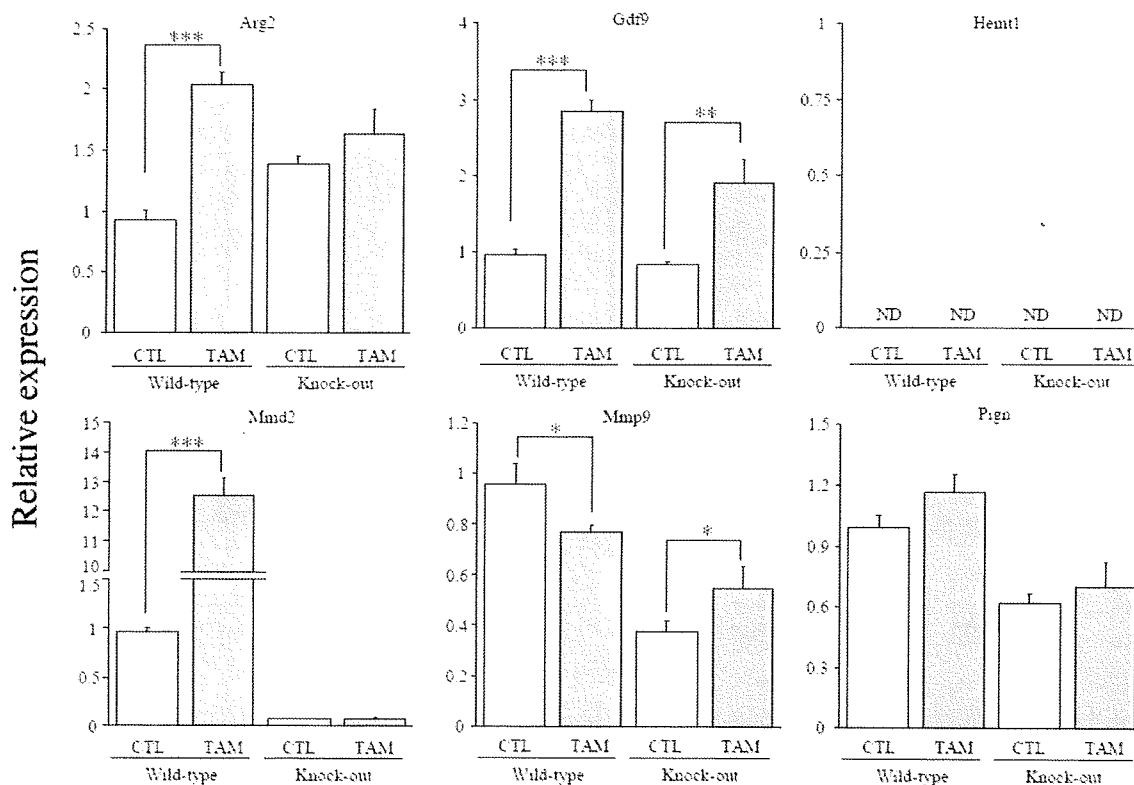 Relative expression
Arg2
2.5
2
1.5
1
0.5
0
***
CTL TAM CTL TAM
Wild-type Knock-out
Gdf9
4
3
2
1
0
***
**
CTL TAM CTL TAM
Wild-type Knock-out
Hemt1
1
0.75
0.5
0.25
0
ND ND ND ND
CTL TAM CTL TAM
Wild-type Knock-out
Mmd2
15
14
13
12
11
10
1.5
1
0.5
0
***
CTL TAM CTL TAM
Wild-type Knock-out
Mmp9
1
0.8
0.6
0.4
0.2
0
*
*
CTL TAM CTL TAM
Wild-type Knock-out
Pign
1.5
1.2
0.9
0.6
0.3
0
CTL TAM CTL TAM
Wild-type Knock-out